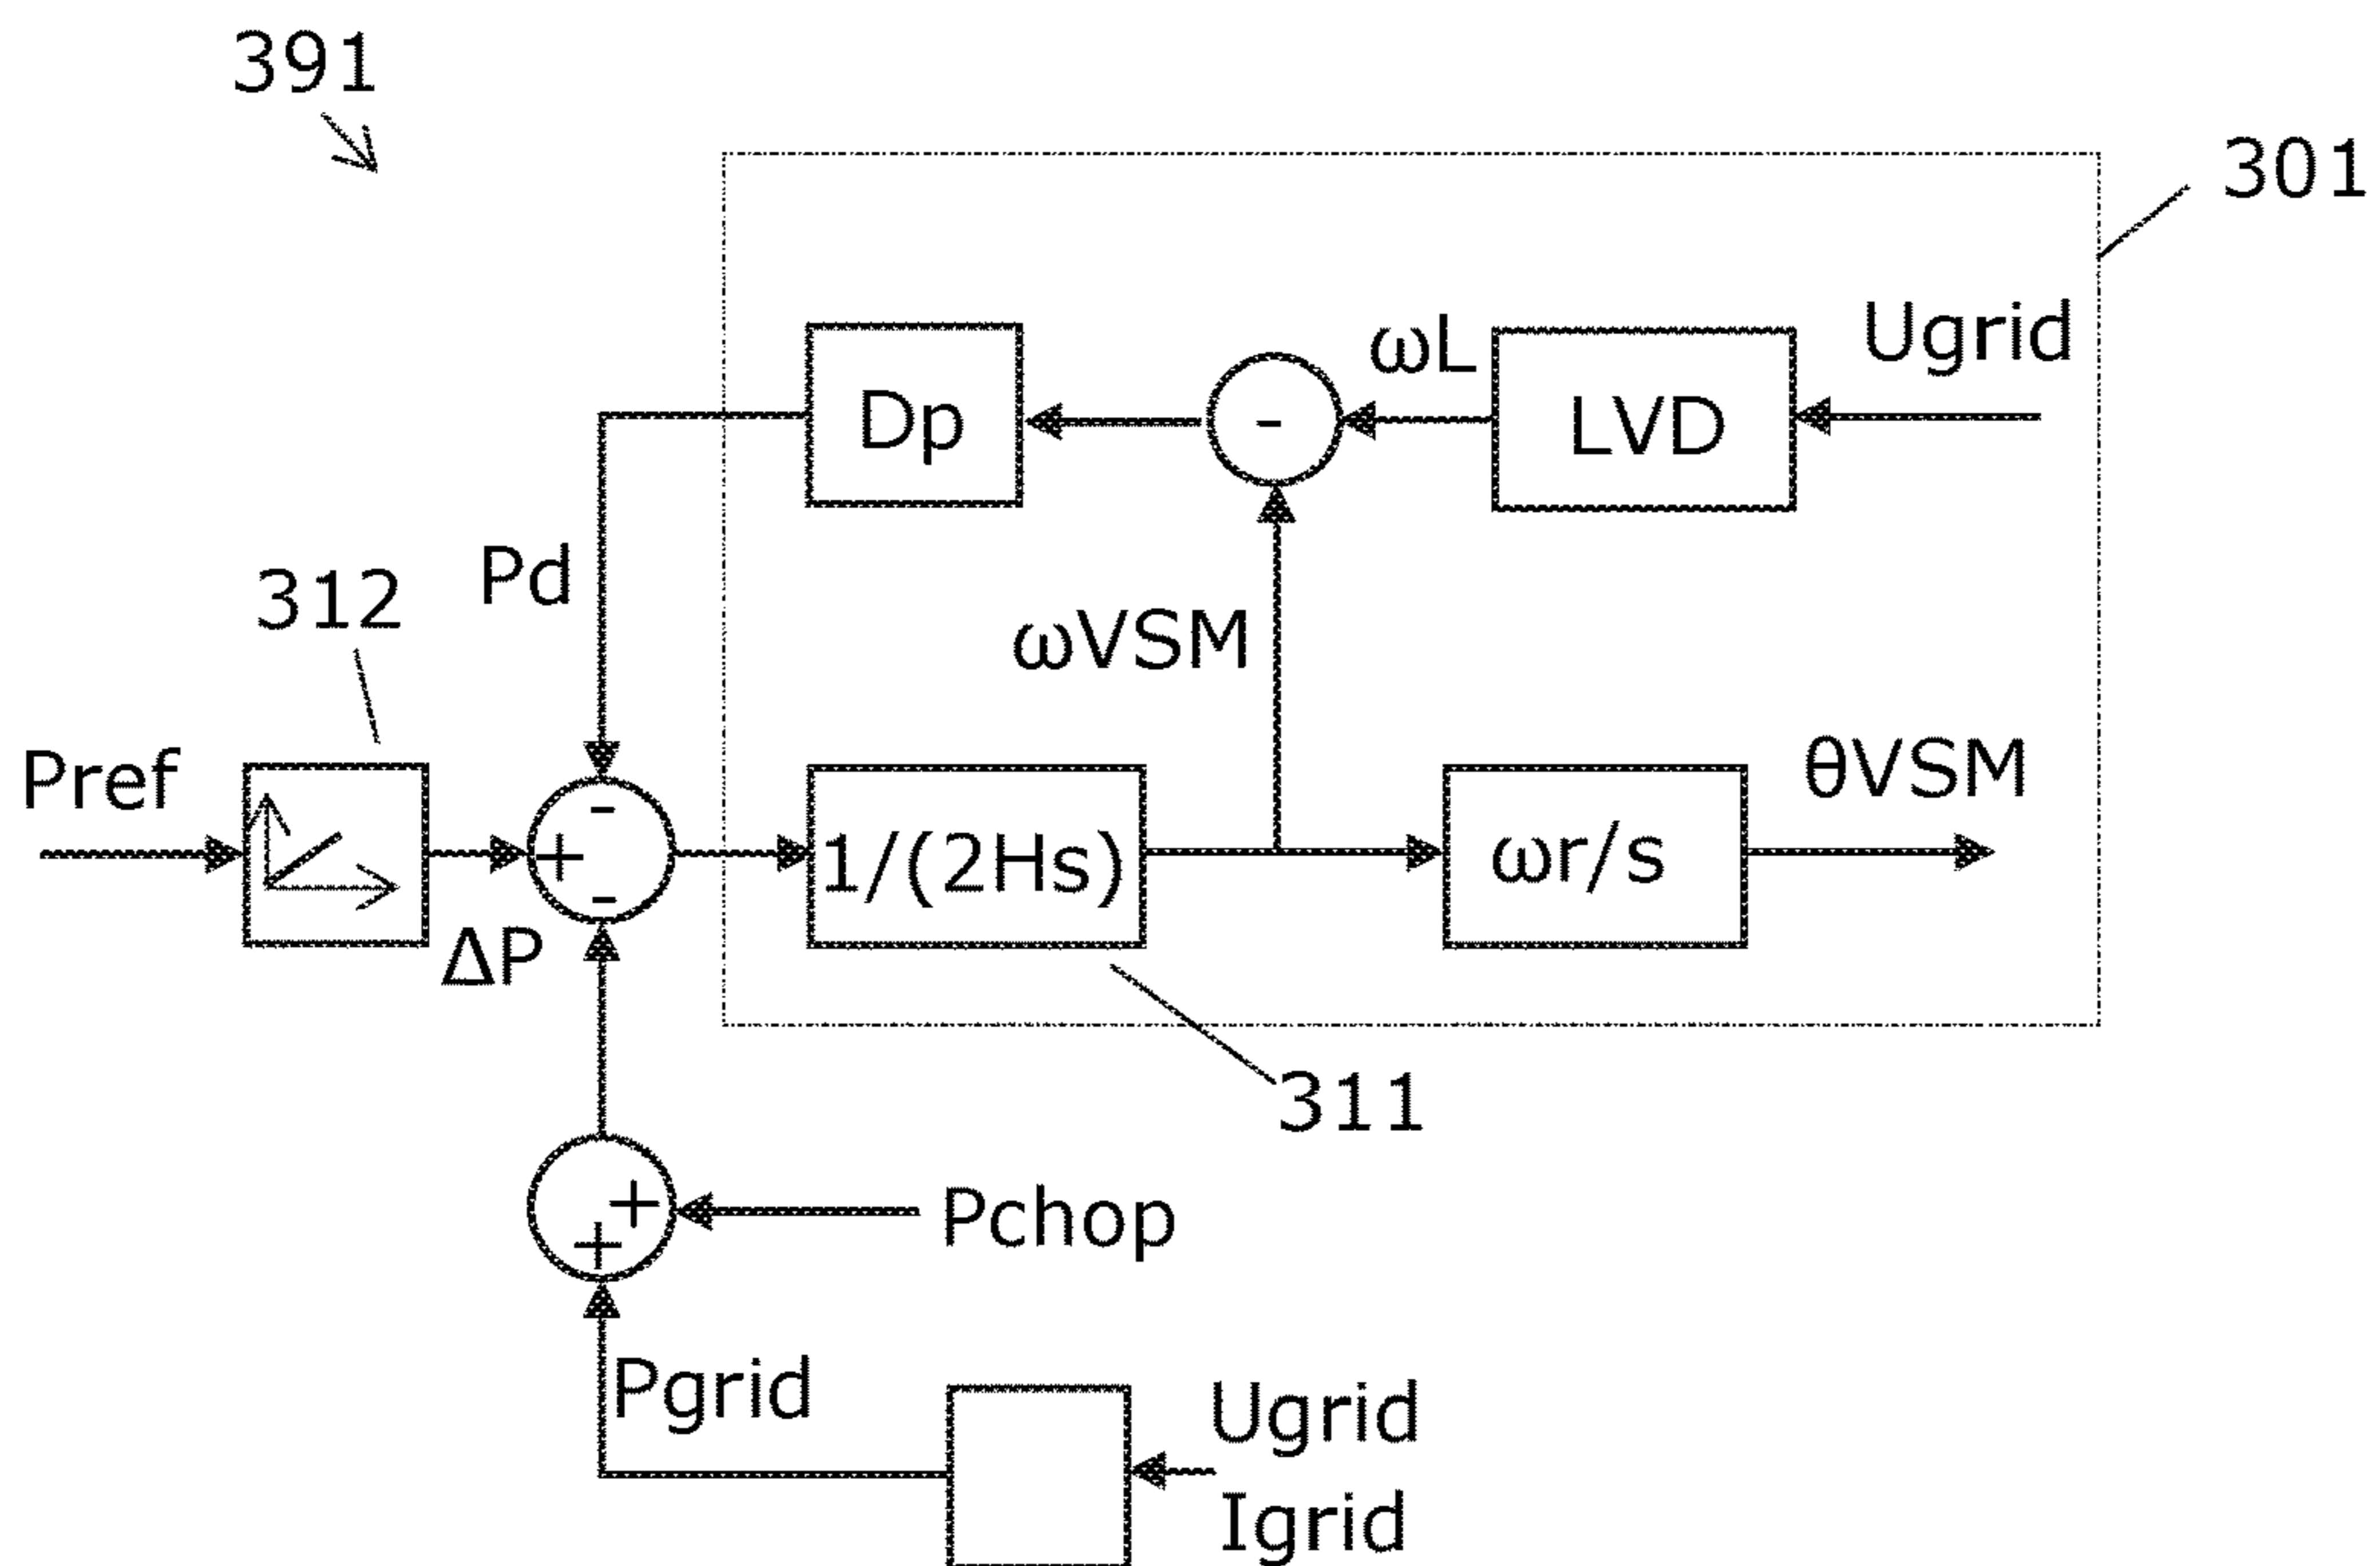 391
301
Ugrid
ωL
Dp
-
LVD
Pd
ωVSM
312
Pref
θVSM
-
+
-
1/(2Hs)
ωr/s
ΔP
311
+
+
Pchop
Pgrid
Ugrid
Igrid